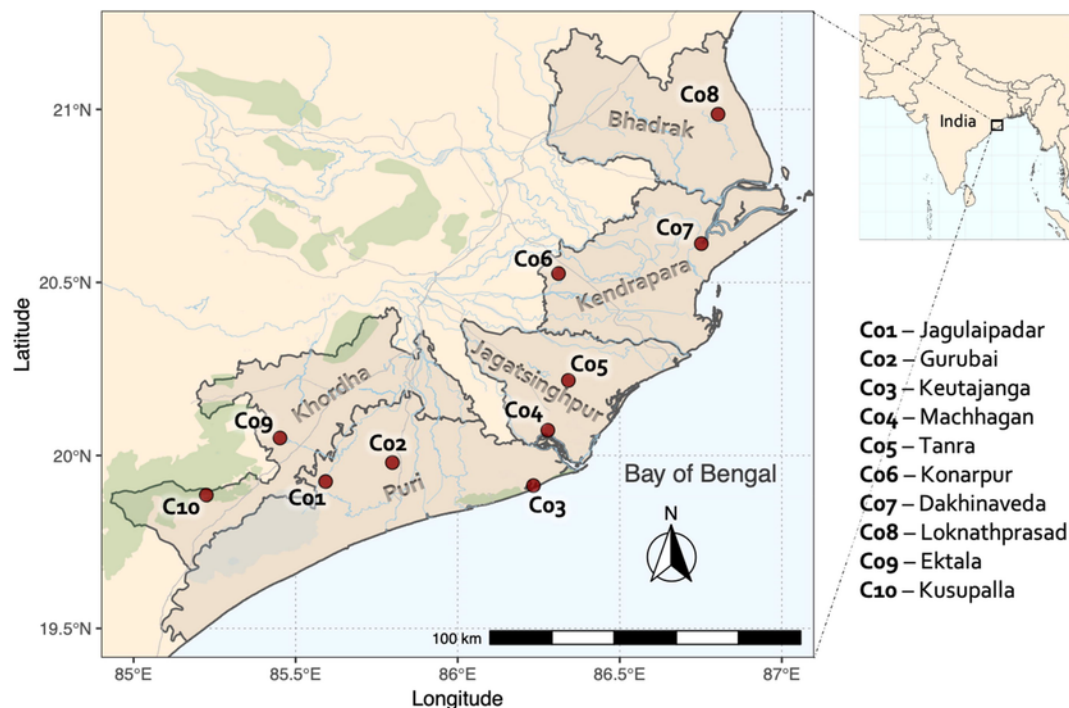 21°N
20.5°N
20°N
19.5°N
Latitude
85°E
85.5°E
86°E
86.5°E
87°E
Longitude
Co8
Bhadrak
Co7
Co6
Kendrapara
Jagatsinghpur
Co5
Khordha
Co4
Co9
Co2
Puri
Co1
C10
Co3
Bay of Bengal
N
100 km
India
Co1 – Jagulaipadar
Co2 – Gurubai
Co3 – Keutajanga
Co4 – Machhagan
Co5 – Tanra
Co6 – Konarpur
Co7 – Dakhinaveda
Co8 – Loknathprasad
Co9 – Ektala
C10 – Kusupalla